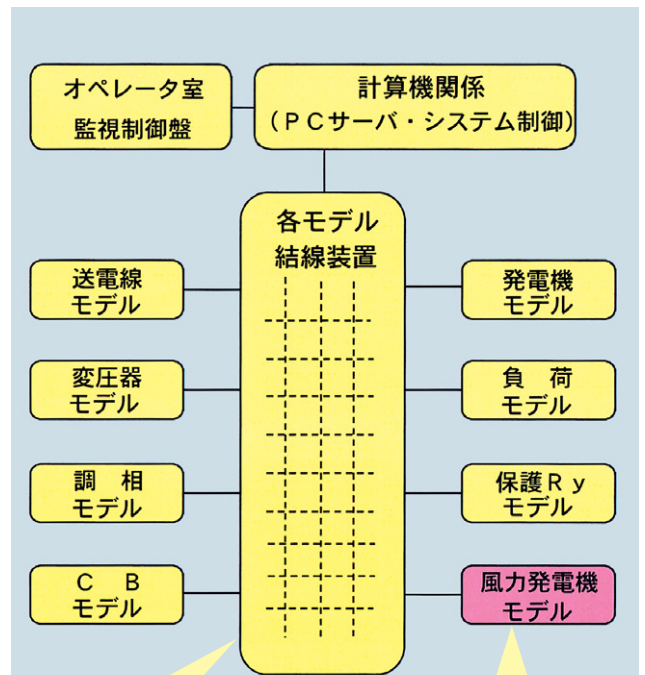 オペレータ室
監視制御盤
計算機関係
（ＰＣサーバ・システム制御）
各モデル
結線装置
送電線
モデル
発電機
モデル
変圧器
モデル
負　荷
モデル
調　相
モデル
保護Ｒｙ
モデル
Ｃ　Ｂ
モデル
風力発電機
モデル